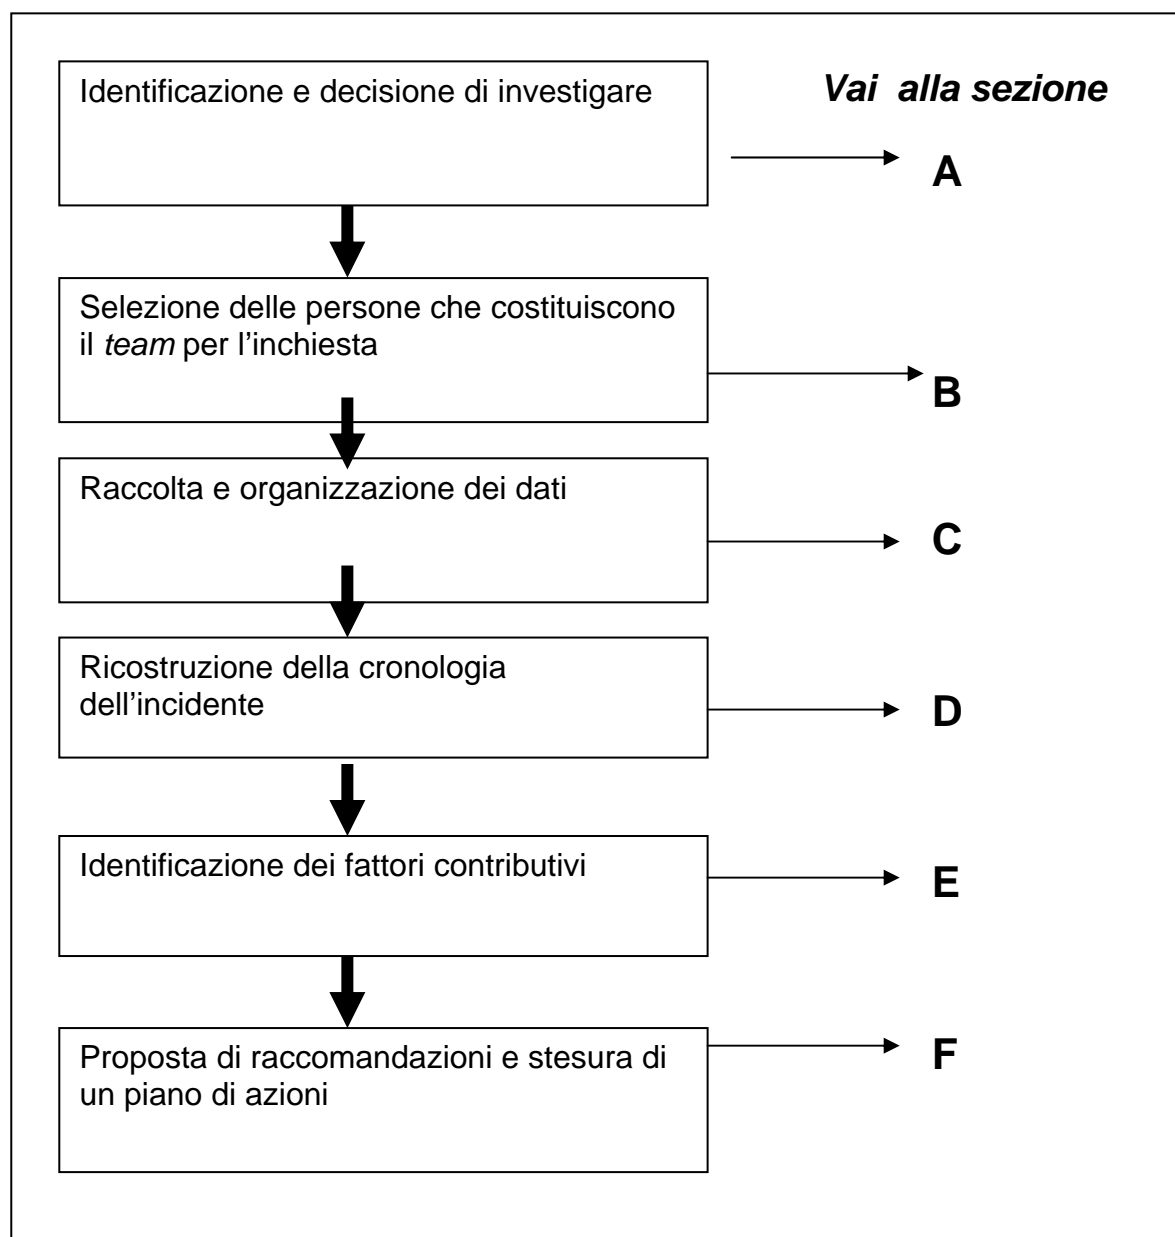 Identificazione e decisione di investigare
Vai alla sezione
A
Selezione delle persone che costituiscono
il team per l’inchiesta
B
Raccolta e organizzazione dei dati
C
Ricostruzione della cronologia
dell’incidente
D
Identificazione dei fattori contributivi
E
Proposta di raccomandazioni e stesura di
un piano di azioni
F